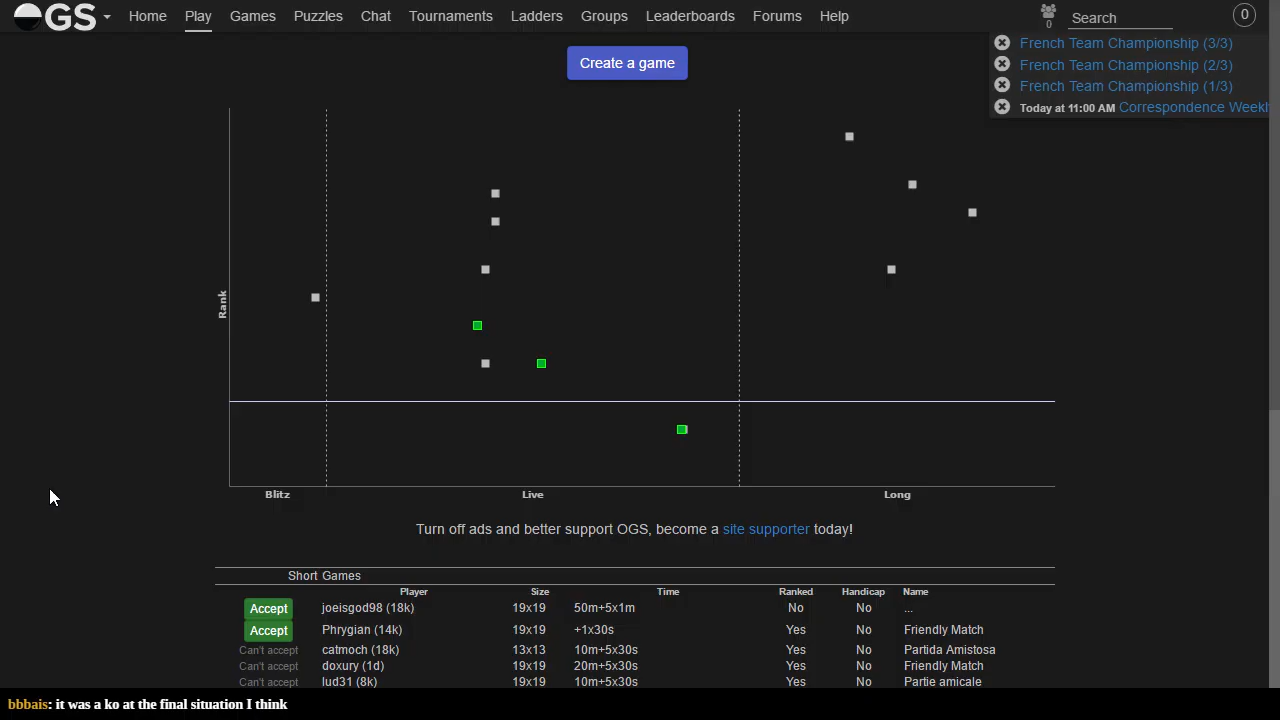 OGS Home Play Games Puzzles Chat Tournaments Ladders Groups Leaderboards Forums Help 0 Search 0
French Team Championship (3/3)
Create a game
French Team Championship (2/3)
French Team Championship (1/3)
Today at 11:00 AM Correspondence Weekl
Rank
Blitz Live Long
Turn off ads and better support OGS, become a site supporter today!
Short Games
Player Size Time Ranked Handicap Name
Accept joeisgod98 (18k) 19x19 50m+5x1m No No ...
Accept Phrygian (14k) 19x19 +1x30s Yes No Friendly Match
Can't accept catmoch (18k) 13x13 10m+5x30s Yes No Partida Amistosa
Can't accept doxury (1d) 19x19 20m+5x30s Yes No Friendly Match
Can't accept lud31 (8k) 19x19 10m+5x30s Yes No Partie amicale
bbbais: it was a ko at the final situation I think